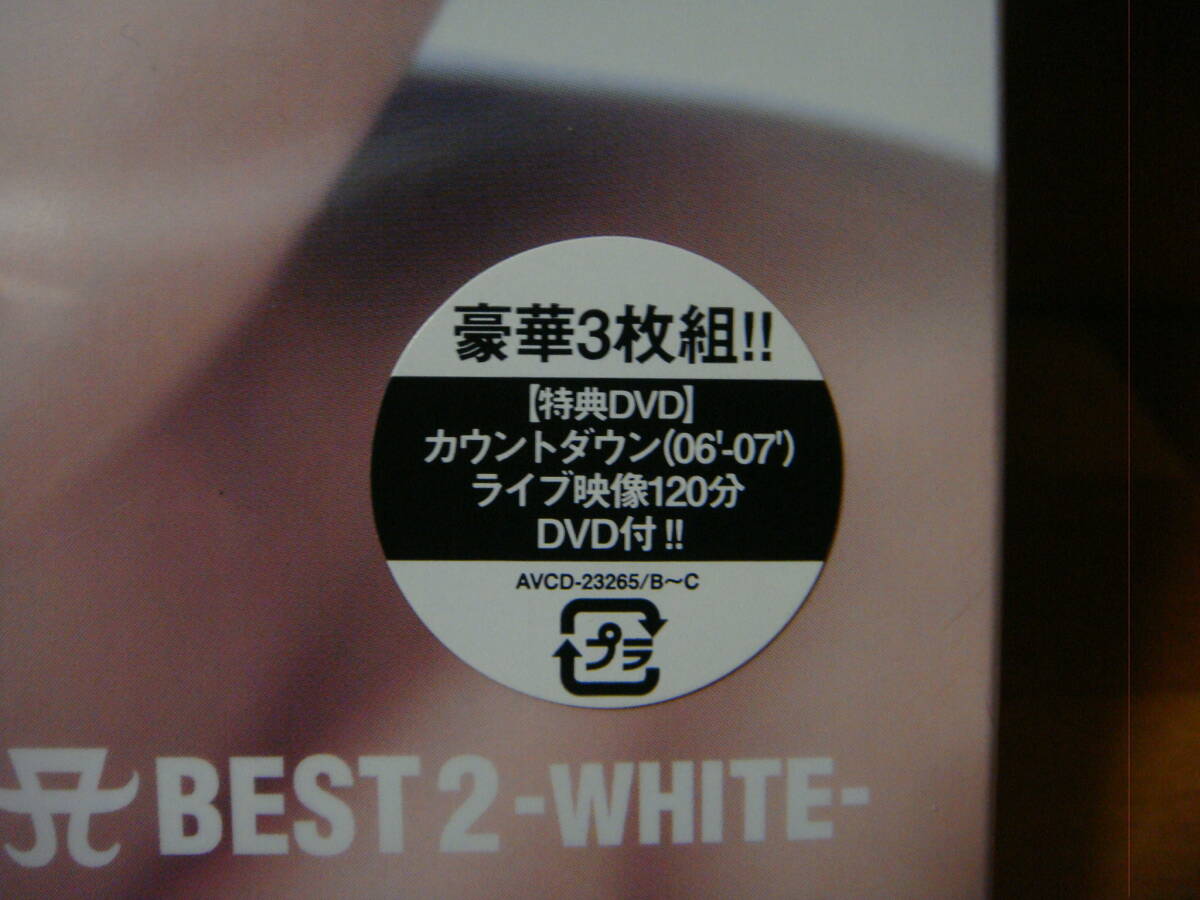 豪華3枚組!!
【特典DVD】
カウントダウン(06'-07')
ライブ映像120分
DVD付!!
AVCD-23265/B〜C
プラ
BEST 2 -WHITE-